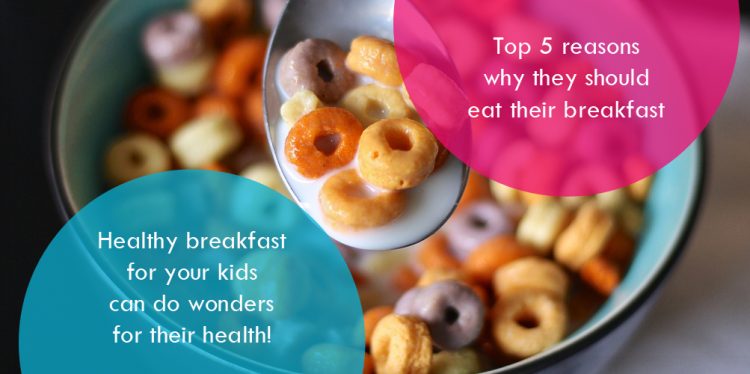 Top 5 reasons
why they should
eat their breakfast
Healthy breakfast
for your kids
can do wonders
for their health!